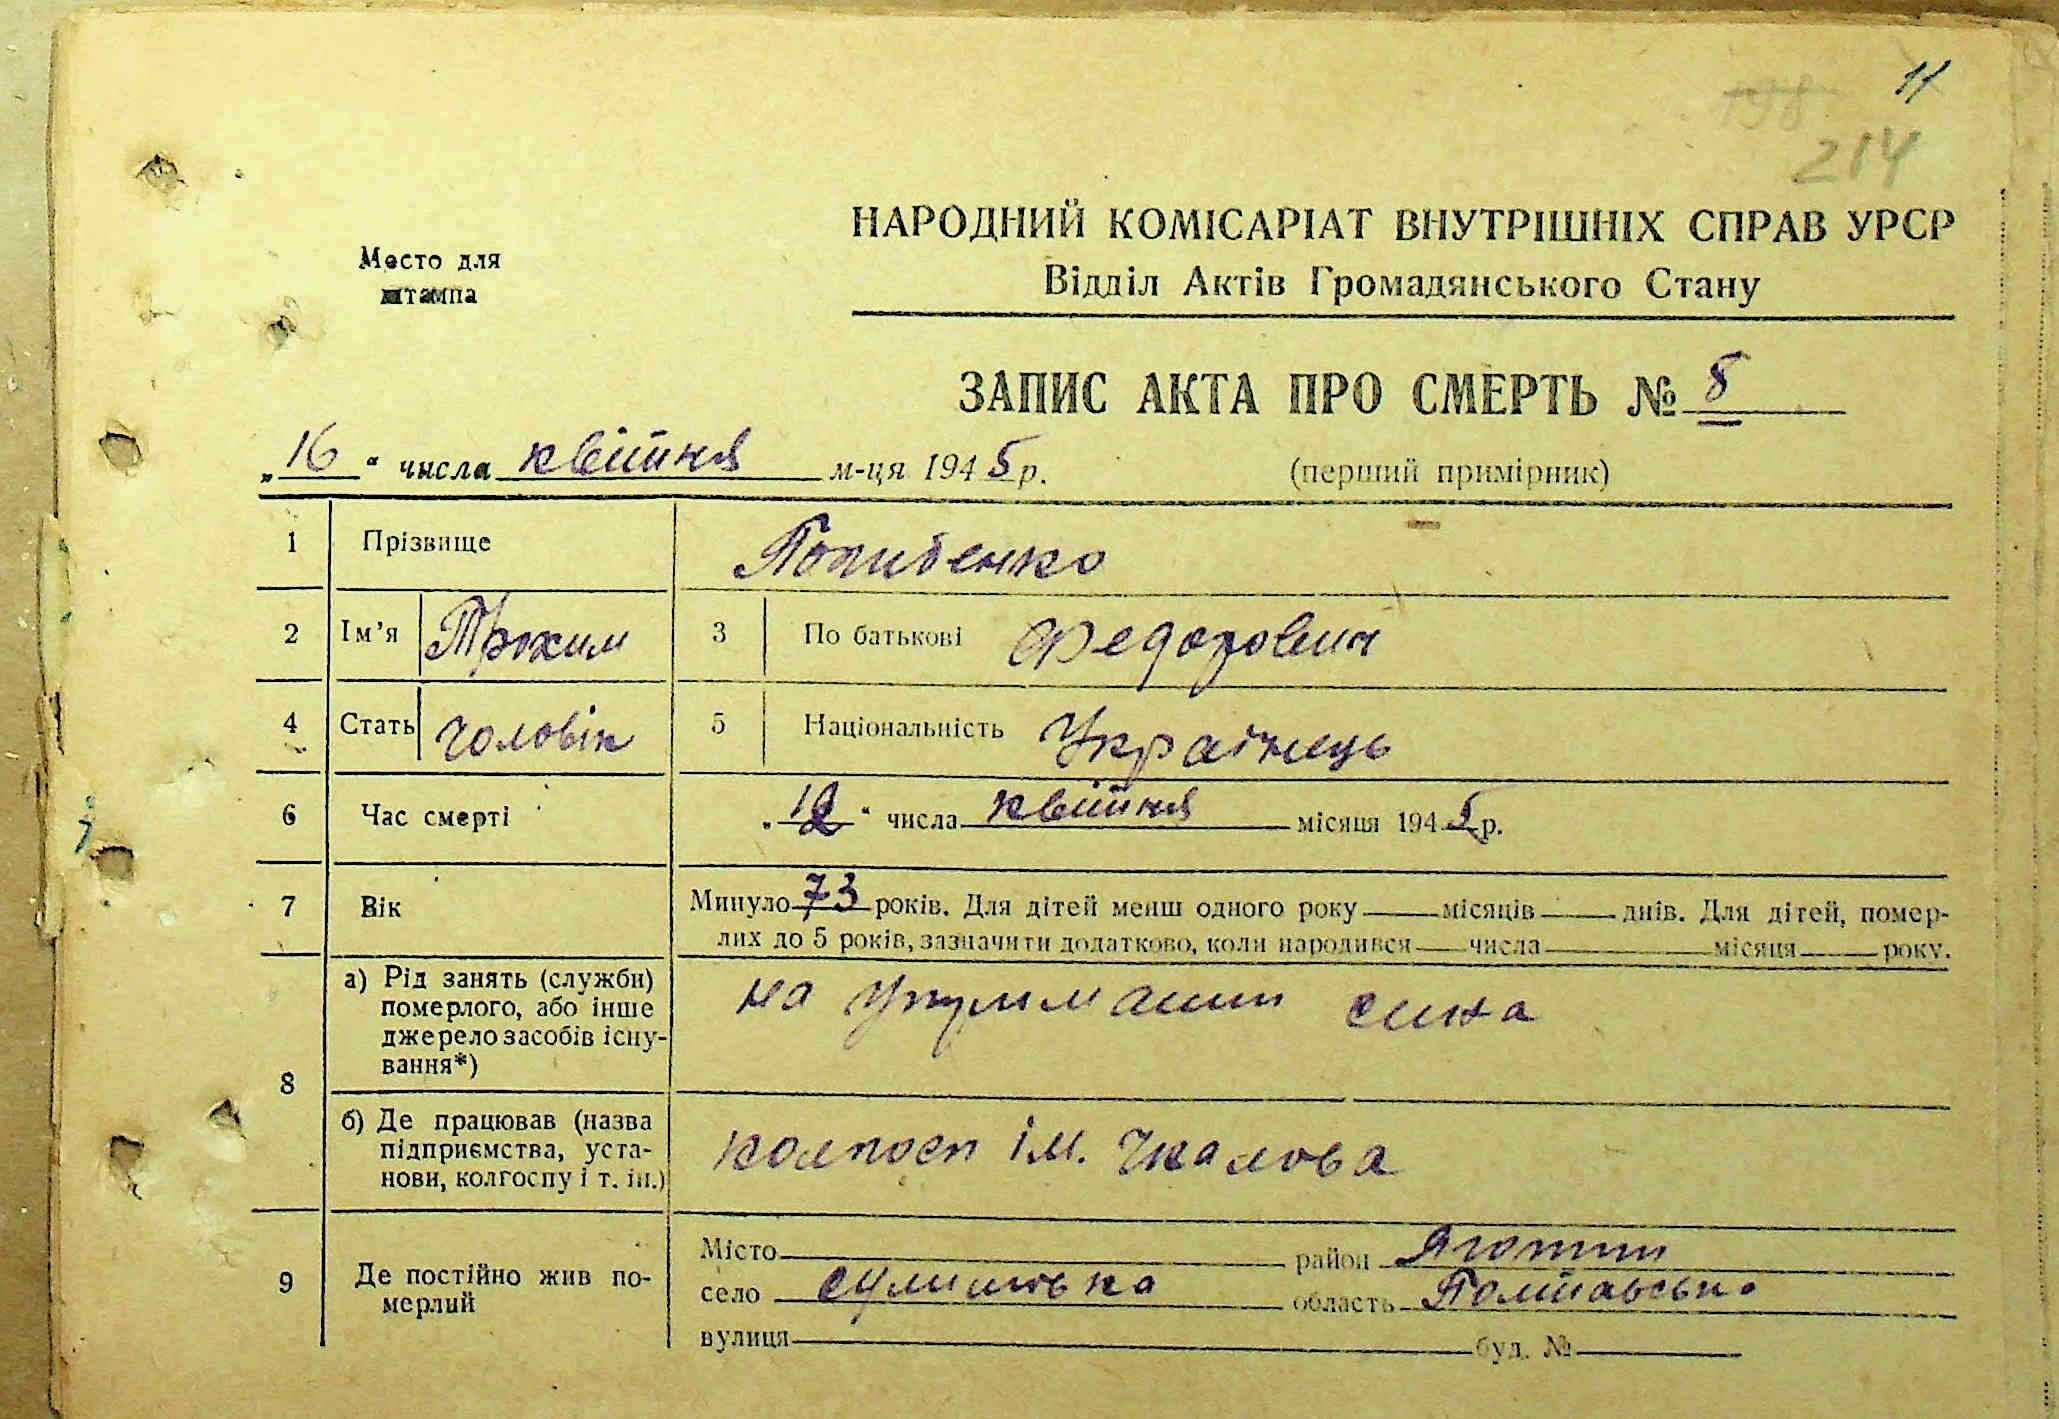 11
198
214
Место для
штампа
НАРОДНИЙ КОМІСАРІАТ ВНУТРІШНІХ СПРАВ УРСР
Відділ Актів Громадянського Стану
ЗАПИС АКТА ПРО СМЕРТЬ № 8
„16“ числа квітня м-ця 1945 р. (перший примірник)
1 Прізвище
2 Ім’я Трохим 3 По батькові Федорович
4 Стать чоловік 5 Національність Українець
6 Час смерті „12“ числа квітня місяця 1945 р.
7 Вік Минуло 73 років. Для дітей менш одного року місяців днів. Для дітей, помер-
лих до 5 років, зазначити додатково, коли народився числа місяця року.
8 а) Рід занять (служби)
померлого, або інше
джерело засобів існу-
вання*)
на утриманні сина
б) Де працював (назва
підприємства, уста-
нови, колгоспу і т. ін.)
колгосп ім. Чкалова
9 Де постійно жив по-
мерлий
Місто район Яготин
село Сулимівка область Полтавська
вулиця буд. №